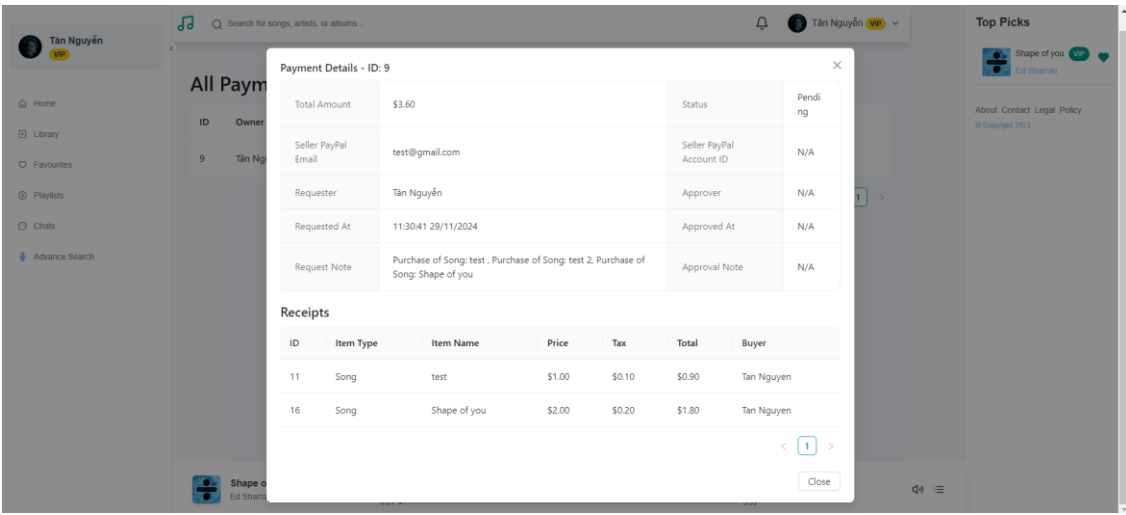 Tân Nguyễn
VIP
Home
Library
Favourites
Playlists
Chats
Advance Search
Search for songs, artists, or albums...
Tân Nguyễn VIP
All Paym
ID Owner
9 Tân Ng
1
Payment Details - ID: 9
Total Amount $3.60 Status Pendi
ng
Seller PayPal
Email test@gmail.com Seller PayPal
Account ID N/A
Requester Tân Nguyễn Approver N/A
Requested At 11:30:41 29/11/2024 Approved At N/A
Request Note Purchase of Song: test , Purchase of Song: test 2, Purchase of
Song: Shape of you Approval Note N/A
Receipts
ID Item Type Item Name Price Tax Total Buyer
11 Song test $1.00 $0.10 $0.90 Tan Nguyen
16 Song Shape of you $2.00 $0.20 $1.80 Tan Nguyen
1
Close
Top Picks
Shape of you VIP
Ed Sharran
About Contact Legal Policy
© Copyright 2023
Shape o
Ed Sharra